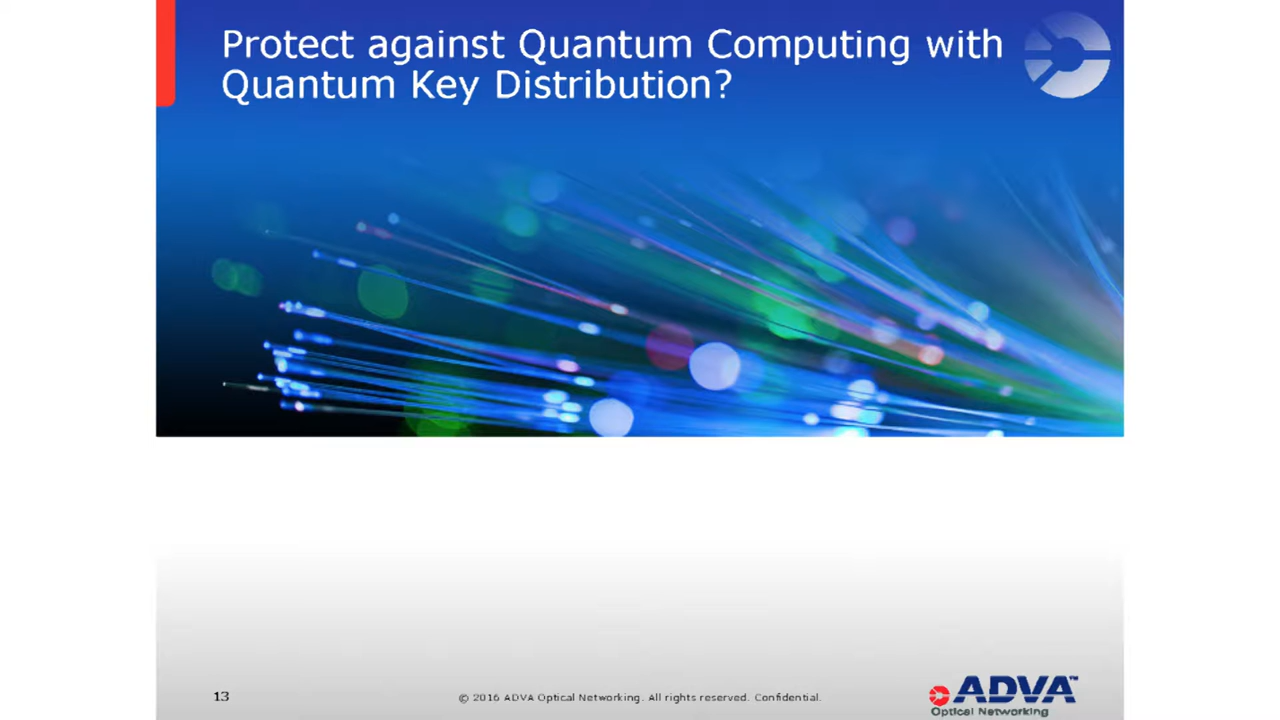 Protect against Quantum Computing with
Quantum Key Distribution?
13
© 2016 ADVA Optical Networking. All rights reserved. Confidential.
ADVA™
Optical Networking